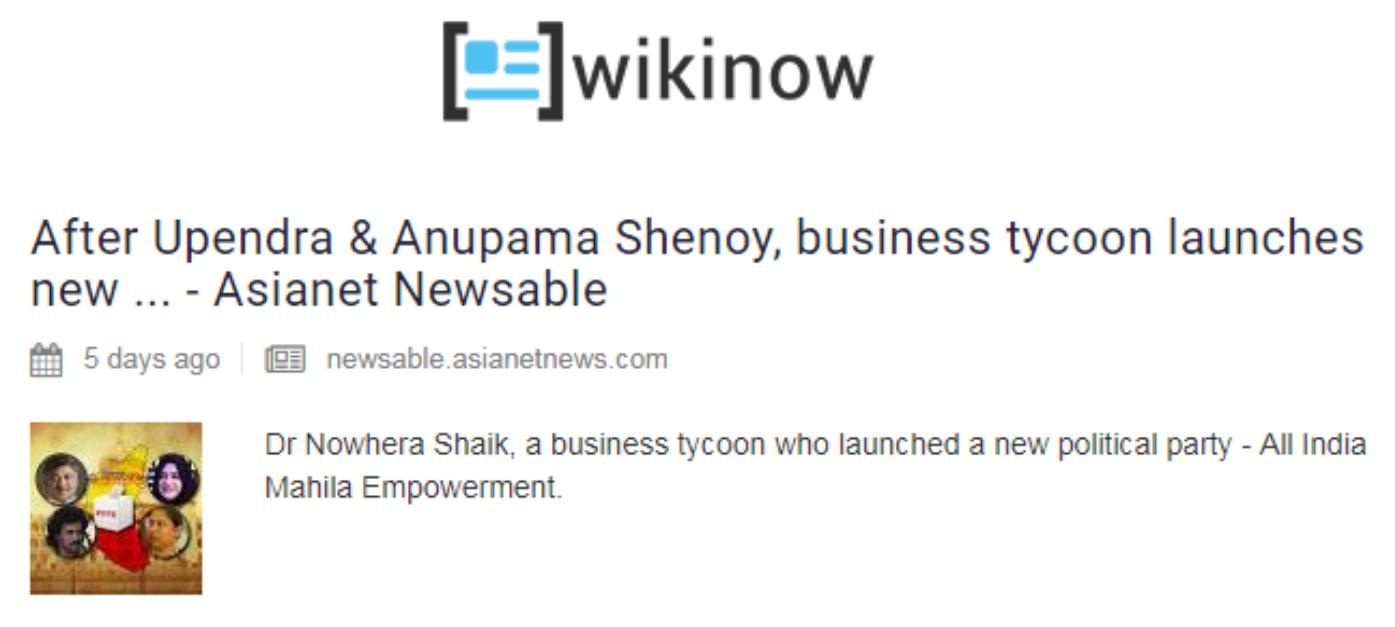 wikinow
After Upendra & Anupama Shenoy, business tycoon launches
new ... - Asianet Newsable
5 days ago
newsable.asianetnews.com
Dr Nowhera Shaik, a business tycoon who launched a new political party - All India
Mahila Empowerment.
VOTE